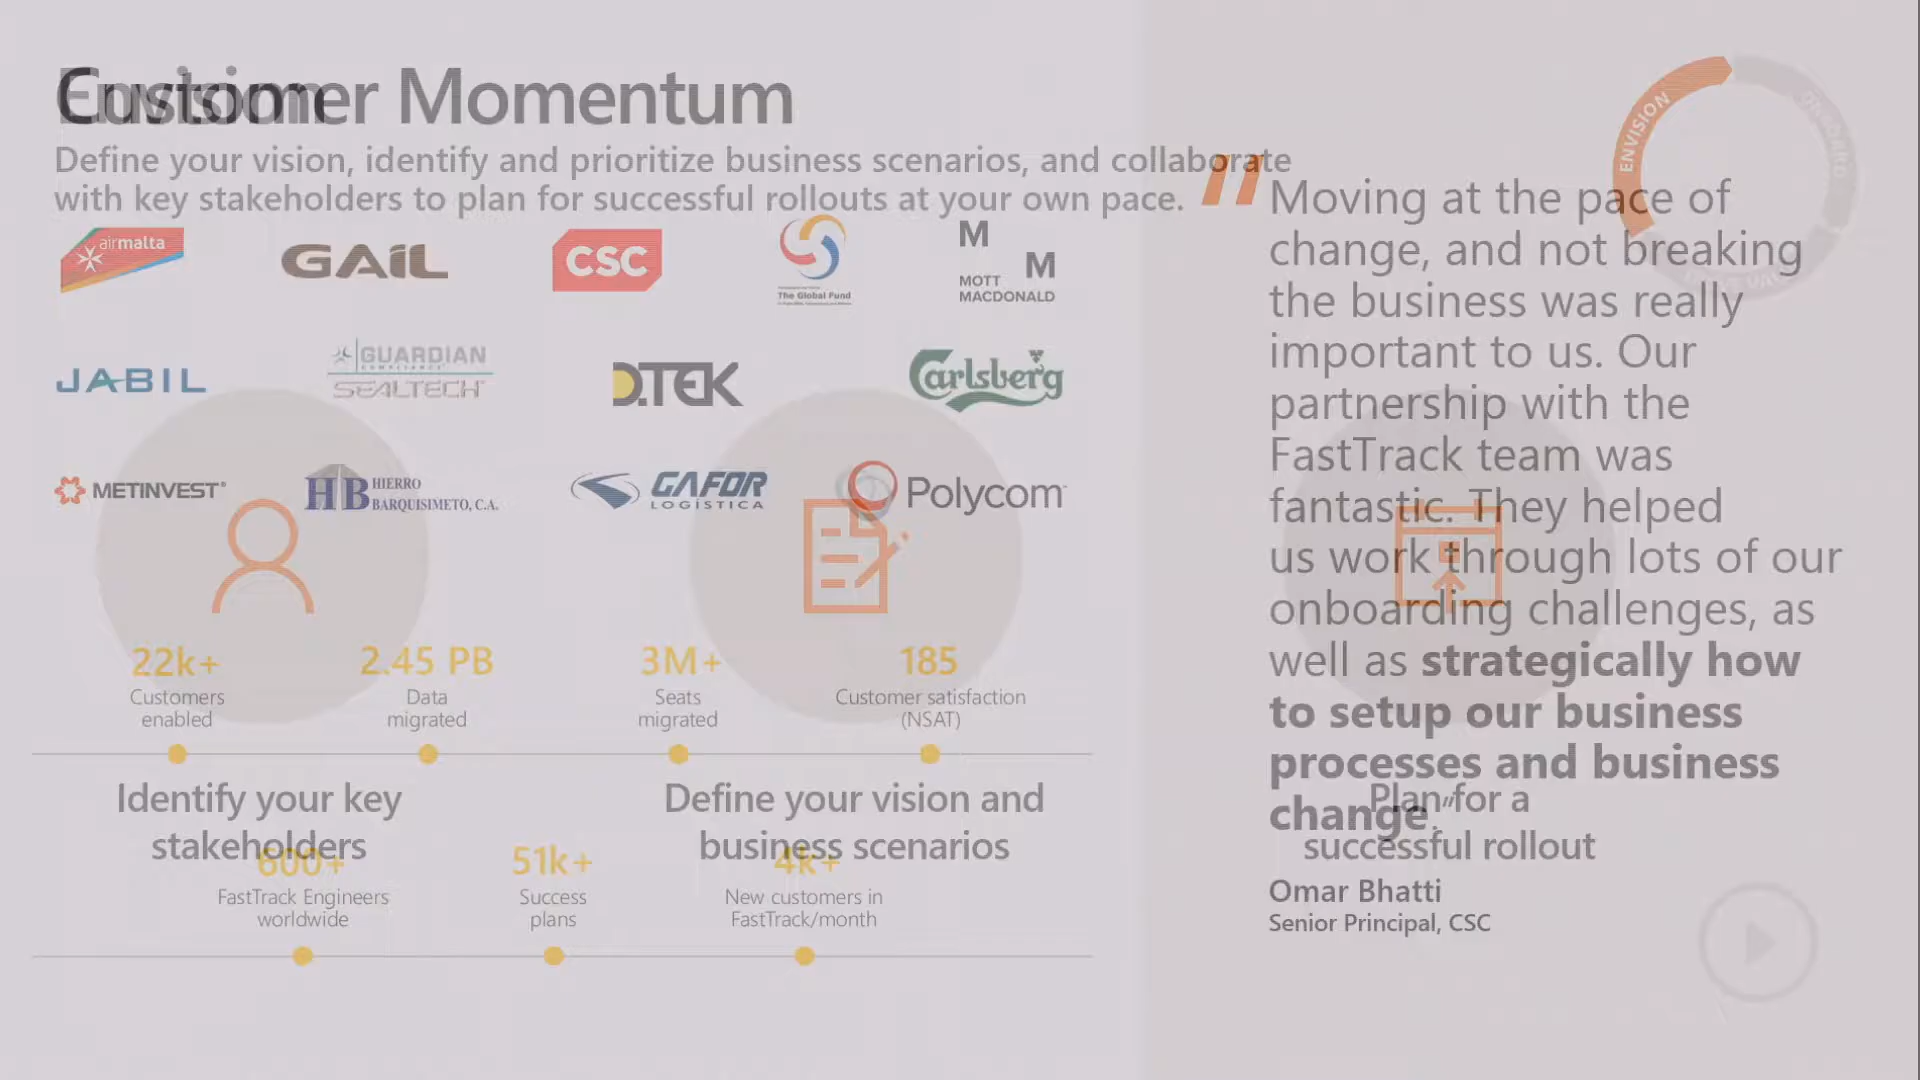 Customer Momentum
Envision
Define your vision, identify and prioritize business scenarios, and collaborate
with key stakeholders to plan for successful rollouts at your own pace.
airmalta
GAIL
CSC
The Global Fund
M
M
MOTT
MACDONALD
JABIL
GUARDIAN
COMPLIANCE
SEALTECH
D.TEK
Carlsberg
METINVEST
HB HIERRO
BARQUISIMETO, C.A.
GAFOR
LOGÍSTICA
Polycom
22k+
Customers
enabled
2.45 PB
Data
migrated
3M+
Seats
migrated
185
Customer satisfaction
(NSAT)
Identify your key
stakeholders
Define your vision and
business scenarios
Plan for a
successful rollout
600+
FastTrack Engineers
worldwide
51k+
Success
plans
4k+
New customers in
FastTrack/month
ENVISION
ONBOARD
DRIVE VALUE
" Moving at the pace of
change, and not breaking
the business was really
important to us. Our
partnership with the
FastTrack team was
fantastic. They helped
us work through lots of our
onboarding challenges, as
well as strategically how
to setup our business
processes and business
change."
Omar Bhatti
Senior Principal, CSC